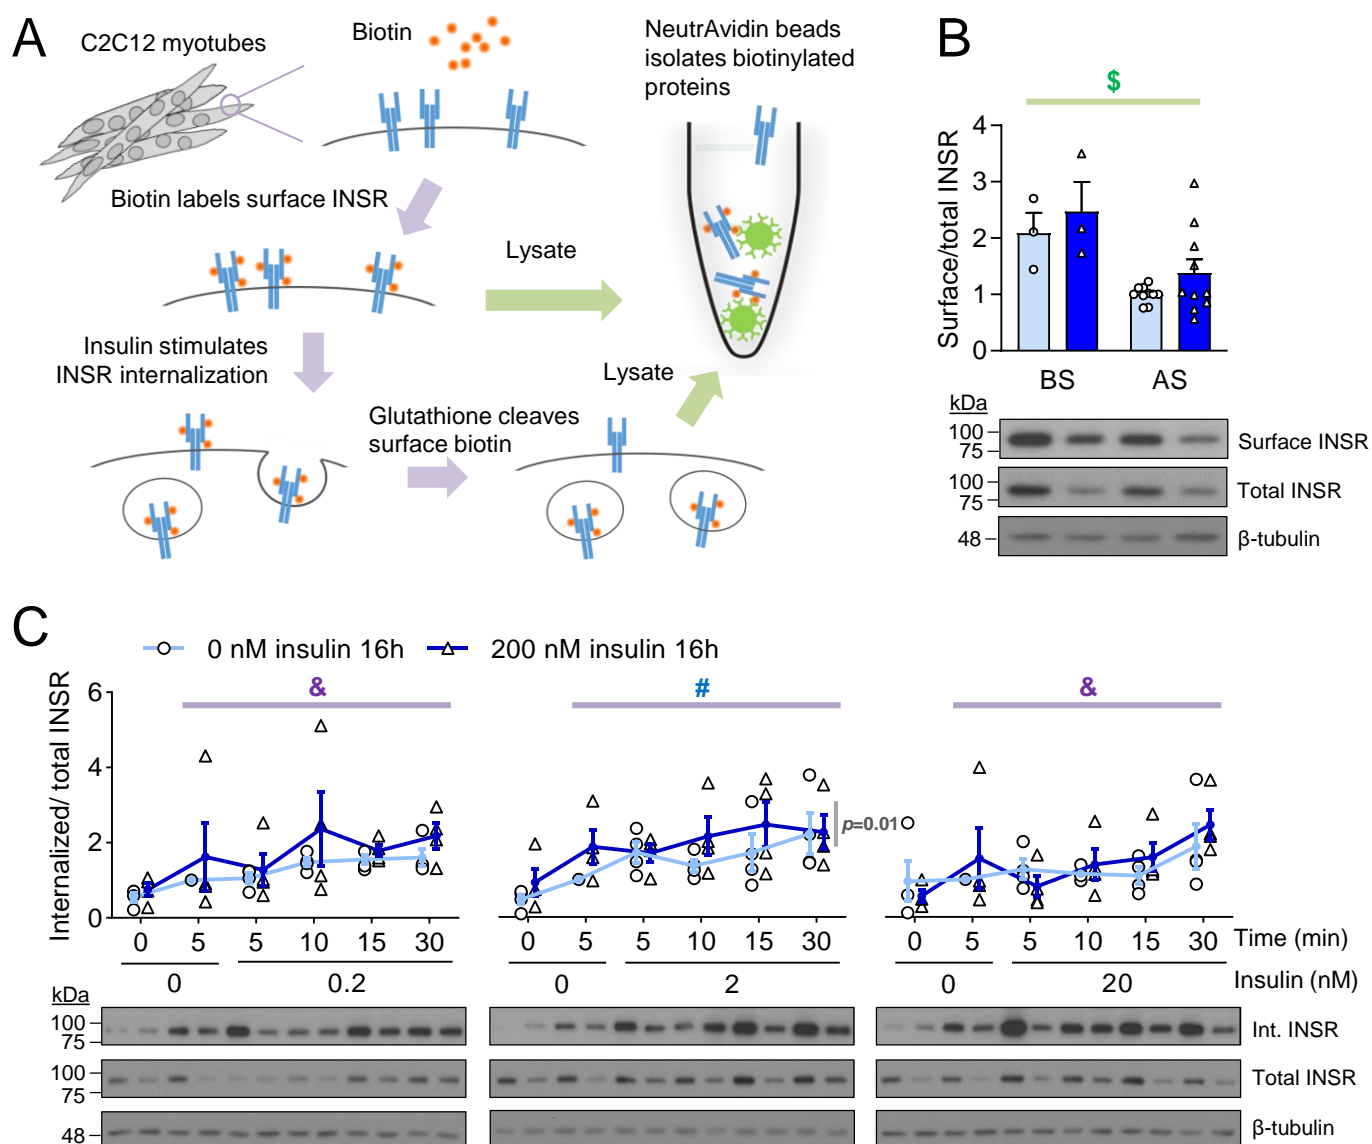 A
C2C12 myotubes
Biotin
NeutrAvidin beads
isolates biotinylated
proteins
Biotin labels surface INSR
Lysate
Insulin stimulates
INSR internalization
Glutathione cleaves
surface biotin
Lysate
B
$
Surface/total INSR
4
3
2
1
0
BS AS
kDa
100
75
Surface INSR
100
75
Total INSR
48
β-tubulin
C
0 nM insulin 16h 200 nM insulin 16h
& # &
Internalized/ total INSR
6
4
2
0
p=0.01
0 5 5 10 15 30 0 5 5 10 15 30 0 5 5 10 15 30 Time (min)
0 0.2 0 2 0 20 Insulin (nM)
kDa
100
75
Int. INSR
100
75
Total INSR
48
β-tubulin